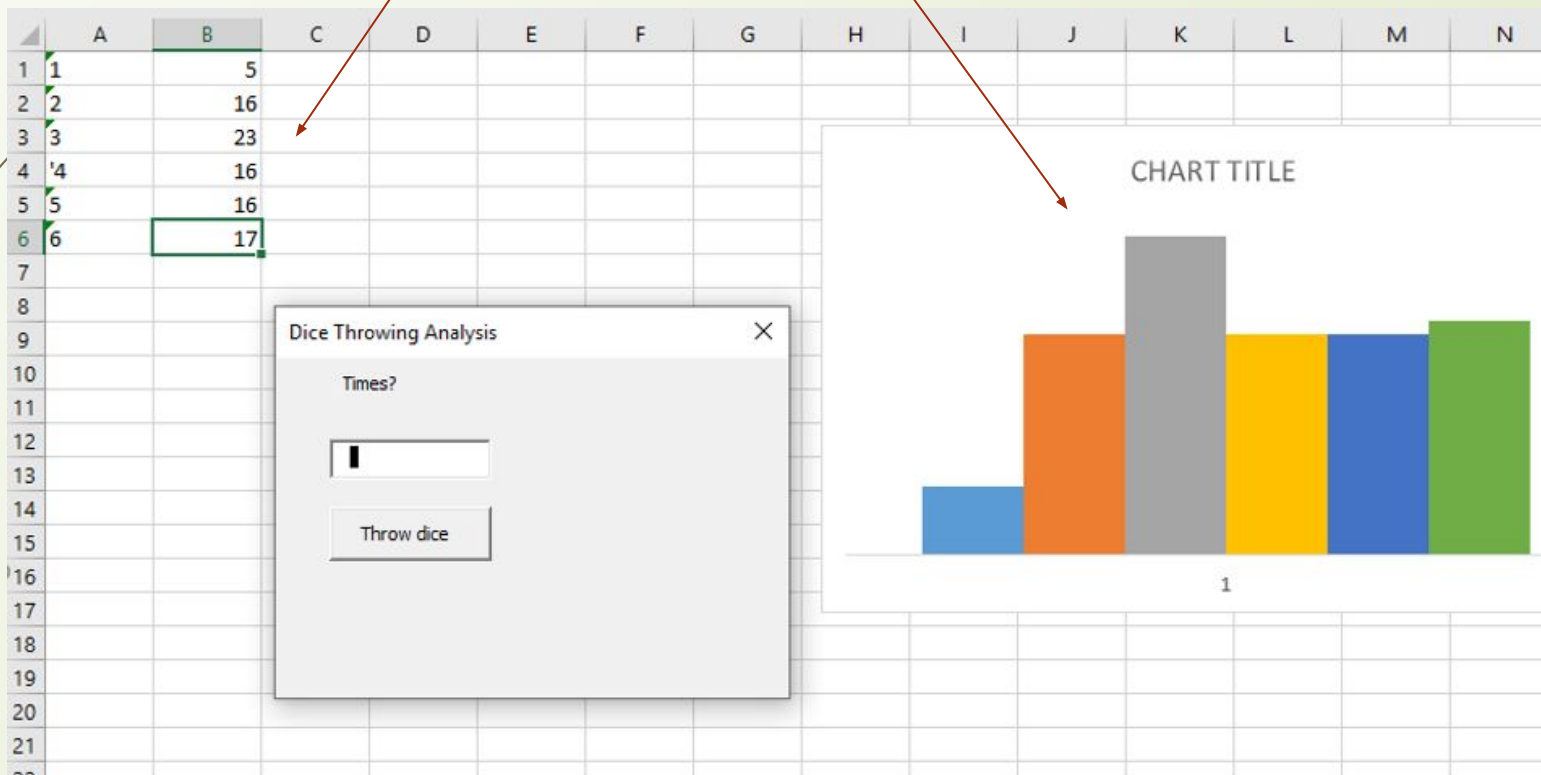 A B C D E F G H I J K L M N
1 1 5
2 2 16
3 3 23
4 '4 16
5 5 16
6 6 17
7
8
9
10
11
12
13
14
15
16
17
18
19
20
21
CHART TITLE
1
Dice Throwing Analysis
Times?
Throw dice